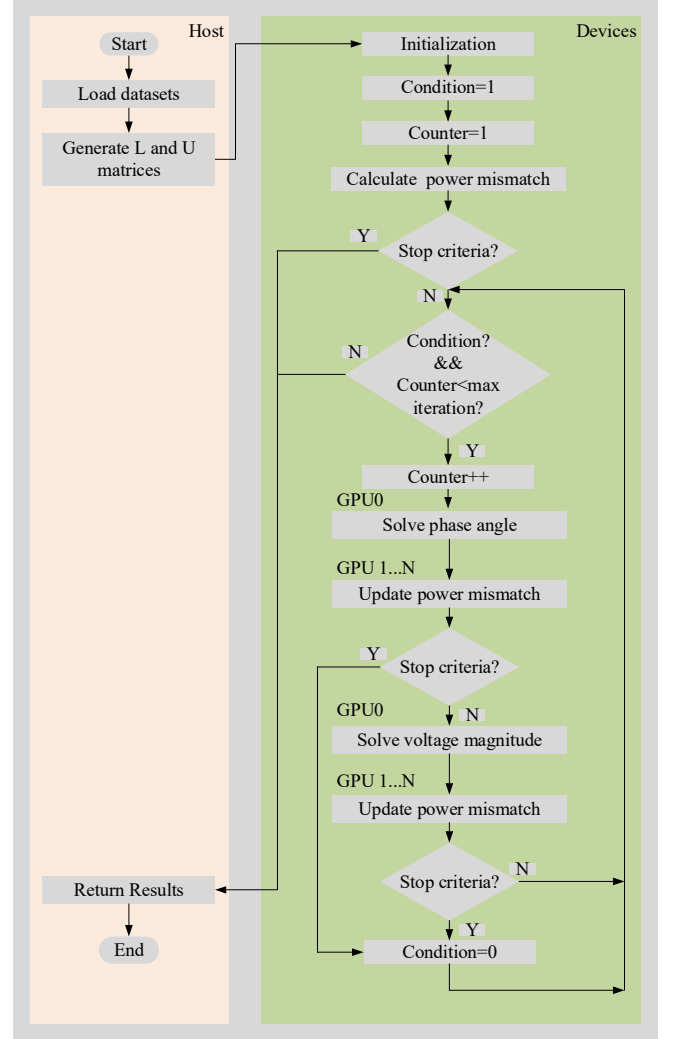 Host
Start
Load datasets
Generate L and U
matrices
Devices
Initialization
Condition=1
Counter=1
Calculate power mismatch
Y
Stop criteria?
N
N
Condition?
&&
Counter<max
iteration?
Y
Counter++
GPU0
Solve phase angle
GPU 1...N
Update power mismatch
Y
Stop criteria?
GPU0
N
Solve voltage magnitude
GPU 1...N
Update power mismatch
Stop criteria?
N
Y
Condition=0
Return Results
End